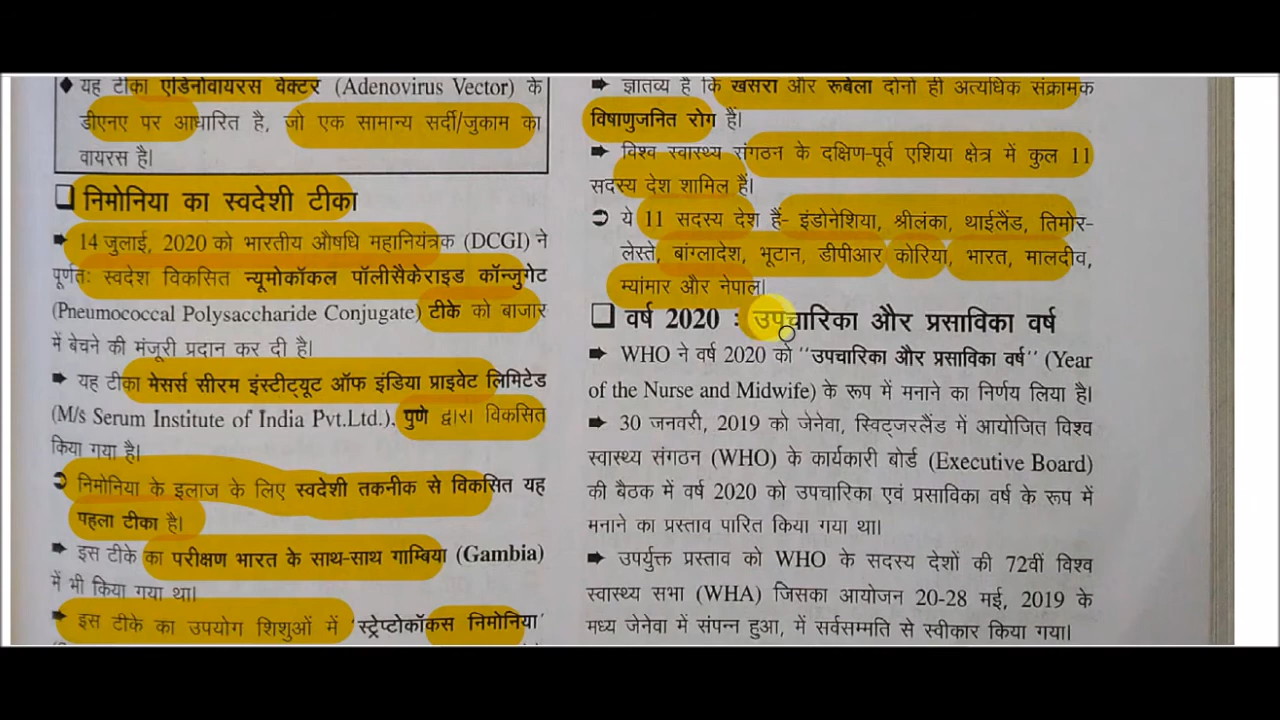 ♦ यह टीका एडिनोवायरस वेक्टर (Adenovirus Vector) के
डीएनए पर आधारित है, जो एक सामान्य सर्दी/जुकाम का
वायरस है।
❑ निमोनिया का स्वदेशी टीका
➨ 14 जुलाई, 2020 को भारतीय औषधि महानियंत्रक (DCGI) ने
पूर्णतः स्वदेश विकसित न्यूमोकॉकल पॉलीसैकेराइड कॉन्जुगेट
(Pneumococcal Polysaccharide Conjugate) टीके को बाजार
में बेचने की मंजूरी प्रदान कर दी है।
➨ यह टीका मेसर्स सीरम इंस्टीट्यूट ऑफ इंडिया प्राइवेट लिमिटेड
(M/s Serum Institute of India Pvt.Ltd.), पुणे द्वारा विकसित
किया गया है।
➲ निमोनिया के इलाज के लिए स्वदेशी तकनीक से विकसित यह
पहला टीका है।
➨ इस टीके का परीक्षण भारत के साथ-साथ गाम्बिया (Gambia)
में भी किया गया था।
➨ इस टीके का उपयोग शिशुओं में 'स्ट्रेप्टोकॉकस निमोनिया'
➨ ज्ञातव्य है कि खसरा और रूबेला दोनों ही अत्यधिक संक्रामक
विषाणुजनित रोग हैं।
➨ विश्व स्वास्थ्य संगठन के दक्षिण-पूर्व एशिया क्षेत्र में कुल 11
सदस्य देश शामिल हैं।
➲ ये 11 सदस्य देश हैं- इंडोनेशिया, श्रीलंका, थाईलैंड, तिमोर-
लेस्ते, बांग्लादेश, भूटान, डीपीआर कोरिया, भारत, मालदीव,
म्यांमार और नेपाल।
❑ वर्ष 2020 : उपचारिका और प्रसाविका वर्ष
➨ WHO ने वर्ष 2020 को ''उपचारिका और प्रसाविका वर्ष'' (Year
of the Nurse and Midwife) के रूप में मनाने का निर्णय लिया है।
➨ 30 जनवरी, 2019 को जेनेवा, स्विट्जरलैंड में आयोजित विश्व
स्वास्थ्य संगठन (WHO) के कार्यकारी बोर्ड (Executive Board)
की बैठक में वर्ष 2020 को उपचारिका एवं प्रसाविका वर्ष के रूप में
मनाने का प्रस्ताव पारित किया गया था।
➨ उपर्युक्त प्रस्ताव को WHO के सदस्य देशों की 72वीं विश्व
स्वास्थ्य सभा (WHA) जिसका आयोजन 20-28 मई, 2019 के
मध्य जेनेवा में संपन्न हुआ, में सर्वसम्मति से स्वीकार किया गया।